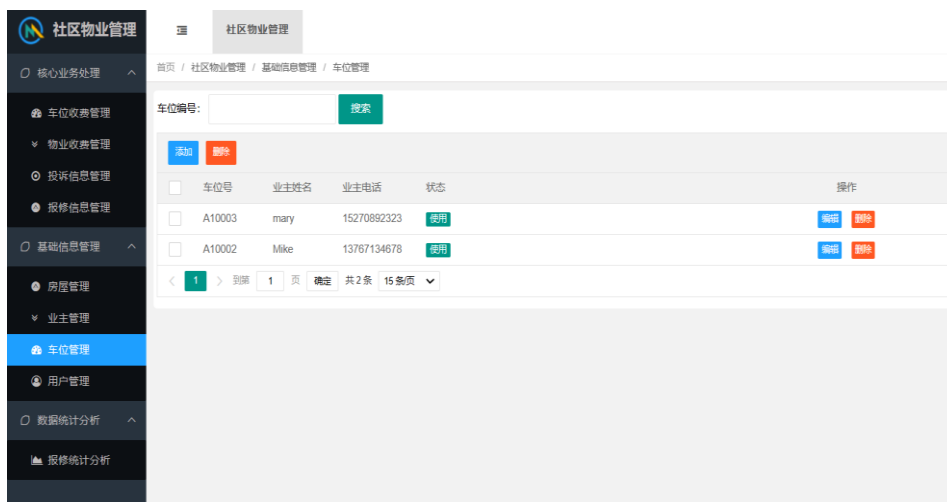 社区物业管理
社区物业管理
核心业务处理
首页 / 社区物业管理 / 基础信息管理 / 车位管理
车位收费管理
物业收费管理
投诉信息管理
报修信息管理
基础信息管理
房屋管理
业主管理
车位管理
用户管理
数据统计分析
报修统计分析
车位编号:
搜索
添加 删除
车位号 业主姓名 业主电话 状态 操作
A10003 mary 15270892323 使用 编辑 删除
A10002 Mike 13767134678 使用 编辑 删除
1 到第 1 页 确定 共2条 15条/页